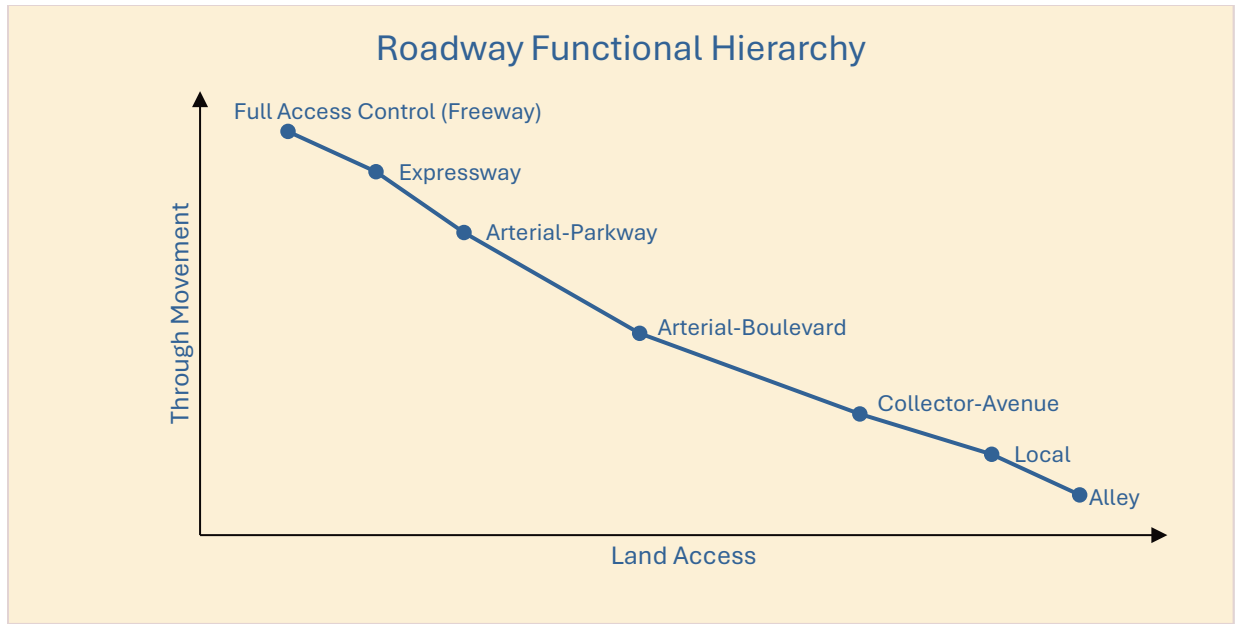 Roadway Functional Hierarchy
Full Access Control (Freeway)
Expressway
Arterial-Parkway
Arterial-Boulevard
Collector-Avenue
Local
Alley
Through Movement
Land Access